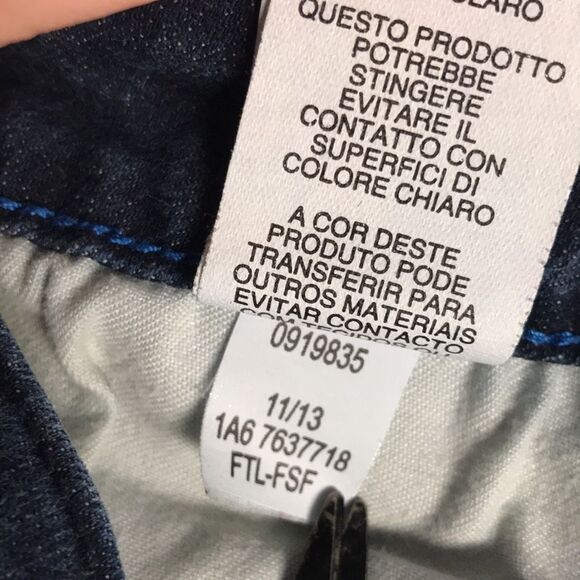 QUESTO PRODOTTO
POTREBBE
STINGERE
EVITARE IL
CONTATTO CON
SUPERFICI DI
COLORE CHIARO
A COR DESTE
PRODUTO PODE
TRANSFERIR PARA
OUTROS MATERIAIS
EVITAR CONTACTO
0919835
11/13
1A6 7637718
FTL-FSF